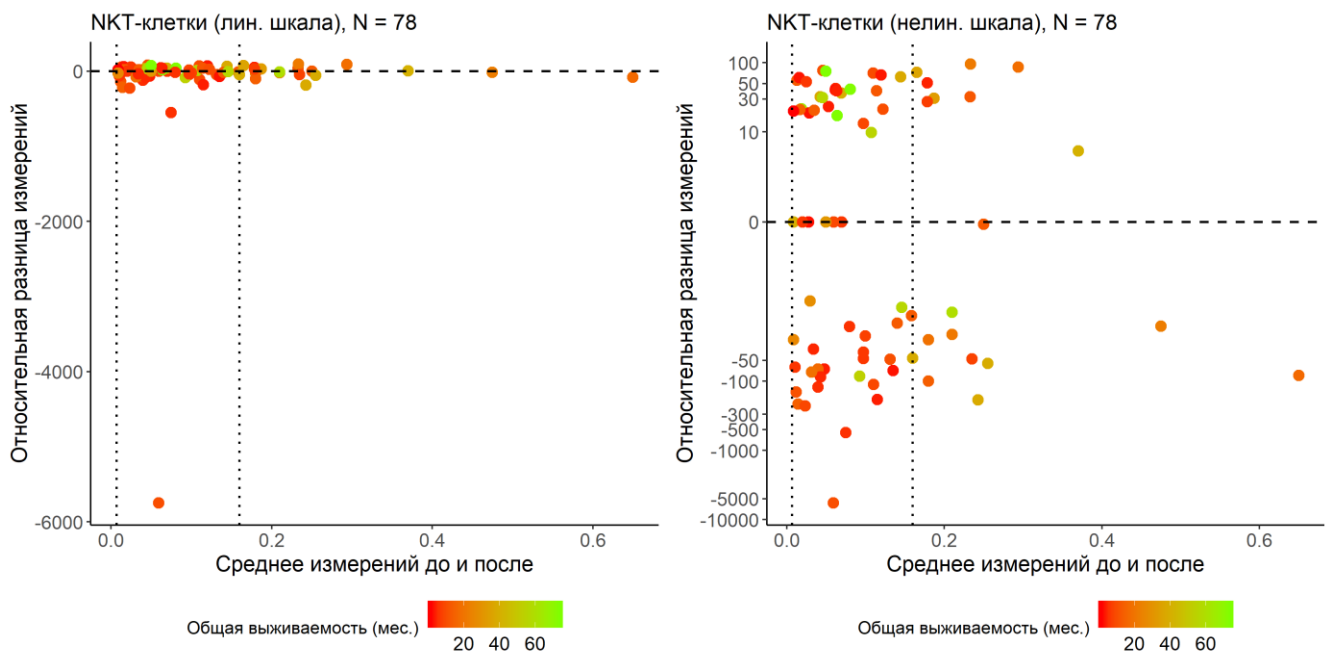 NKT-клетки (лин. шкала), N = 78
Относительная разница измерений
0
-2000
-4000
-6000
0.0 0.2 0.4 0.6
Среднее измерений до и после
Общая выживаемость (мес.)
20 40 60
NKT-клетки (нелин. шкала), N = 78
Относительная разница измерений
100
50
30
10
0
-50
-100
-300
-500
-1000
-5000
-10000
0.0 0.2 0.4 0.6
Среднее измерений до и после
Общая выживаемость (мес.)
20 40 60